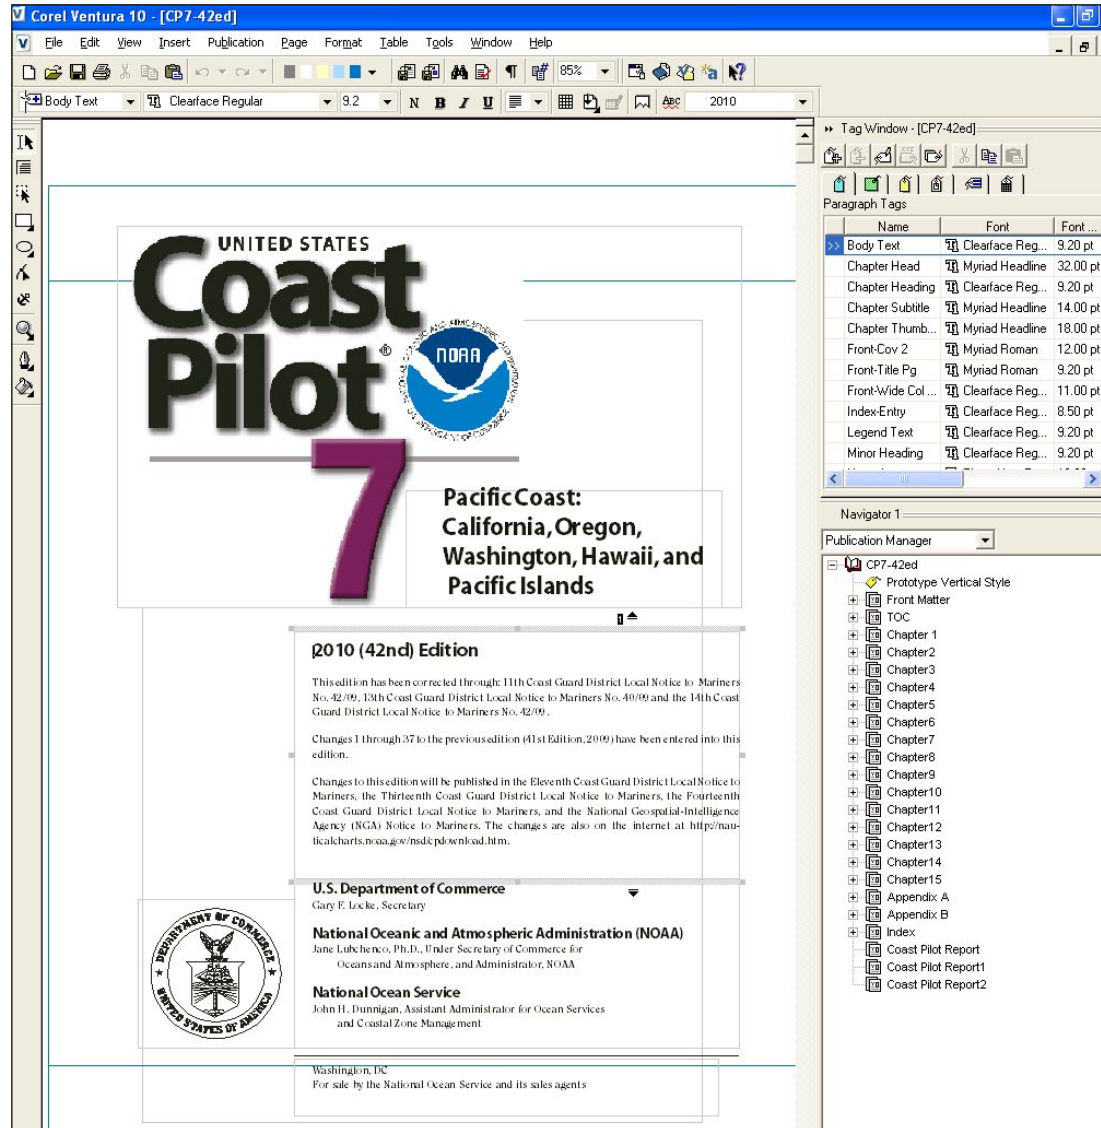 Corel Ventura 10 - [CP7-42ed]
File Edit View Insert Publication Page Format Table Tools Window Help
85%
Body Text Clearface Regular 9.2 N B I U ABC 2010
Tag Window - [CP7-42ed]
Paragraph Tags
Name Font Font ...
>> Body Text Clearface Reg... 9.20 pt
Chapter Head Myriad Headline 32.00 pt
Chapter Heading Clearface Reg... 9.20 pt
Chapter Subtitle Myriad Headline 14.00 pt
Chapter Thumb... Myriad Headline 18.00 pt
Front-Cov 2 Myriad Roman 12.00 pt
Front-Title Pg Myriad Roman 9.20 pt
Front-Wide Col ... Clearface Reg... 11.00 pt
Index-Entry Clearface Reg... 8.50 pt
Legend Text Clearface Reg... 9.20 pt
Minor Heading Clearface Reg... 9.20 pt
Navigator 1
Publication Manager
CP7-42ed
Prototype Vertical Style
Front Matter
TOC
Chapter 1
Chapter2
Chapter3
Chapter4
Chapter5
Chapter6
Chapter7
Chapter8
Chapter9
Chapter10
Chapter11
Chapter12
Chapter13
Chapter14
Chapter15
Appendix A
Appendix B
Index
Coast Pilot Report
Coast Pilot Report1
Coast Pilot Report2
UNITED STATES
Coast
Pilot®
NOAA
7
Pacific Coast:
California, Oregon,
Washington, Hawaii, and
Pacific Islands
1
2010 (42nd) Edition
This edition has been corrected through: 11th Coast Guard District Local Notice to Mariners
No. 42/09, 13th Coast Guard District Local Notice to Mariners No. 40/09 and the 14th Coast
Guard District Local Notice to Mariners No. 42/09.
Changes 1 through 37 to the previous edition (41st Edition, 2009) have been entered into this
edition.
Changes to this edition will be published in the Eleventh Coast Guard District Local Notice to
Mariners, the Thirteenth Coast Guard District Local Notice to Mariners, the Fourteenth
Coast Guard District Local Notice to Mariners, and the National Geospatial-Intelligence
Agency (NGA) Notice to Mariners. The changes are also on the internet at http://nau-
ticalcharts.noaa.gov/nsd/cpdownload.htm.
U.S. Department of Commerce
Gary F. Locke, Secretary
National Oceanic and Atmospheric Administration (NOAA)
Jane Lubchenco, Ph.D., Under Secretary of Commerce for
Oceans and Atmosphere, and Administrator, NOAA
National Ocean Service
John H. Dunnigan, Assistant Administrator for Ocean Services
and Coastal Zone Management
DEPARTMENT OF COMMERCE
UNITED STATES OF AMERICA
Washington, DC
For sale by the National Ocean Service and its sales agents